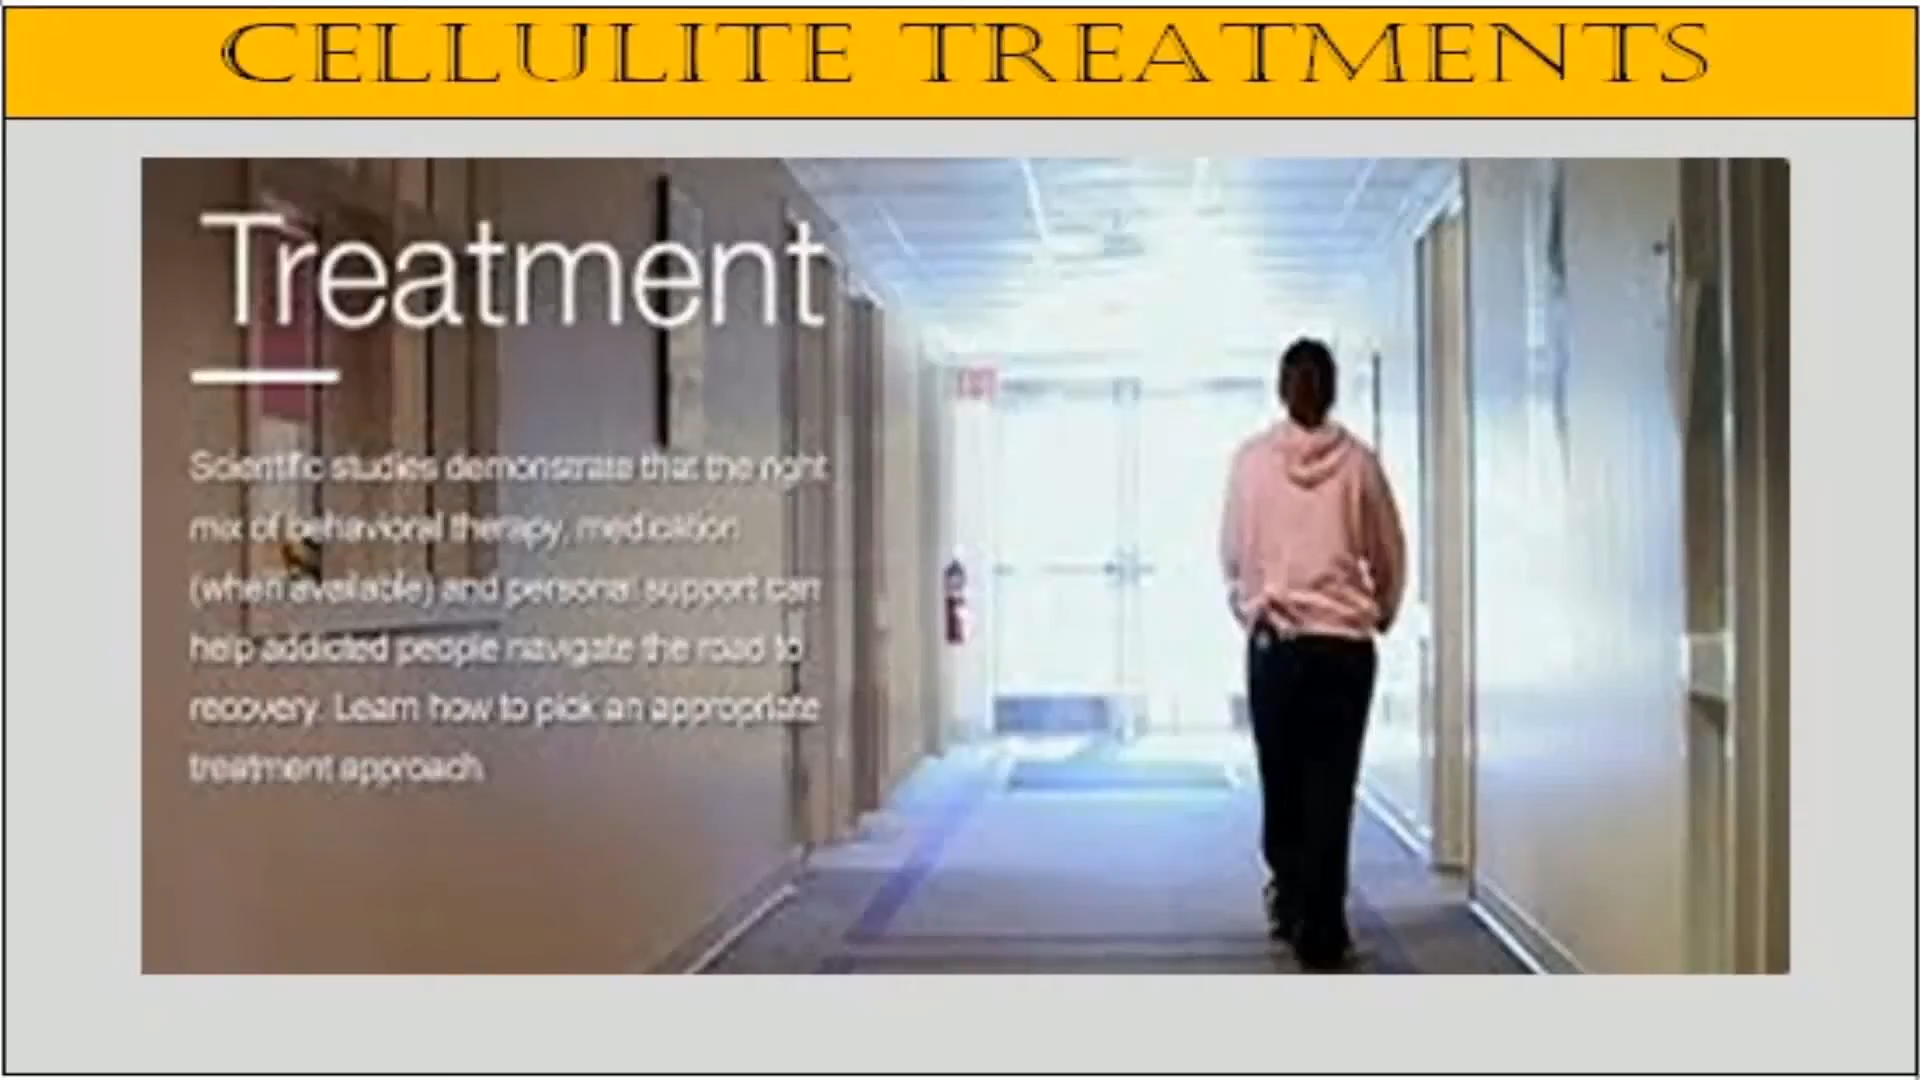 CELLULITE TREATMENTS
Treatment
Scientific studies demonstrate that the right
mix of behavioral therapy, medication
(when available) and personal support can
help addicted people navigate the road to
recovery. Learn how to pick an appropriate
treatment approach.